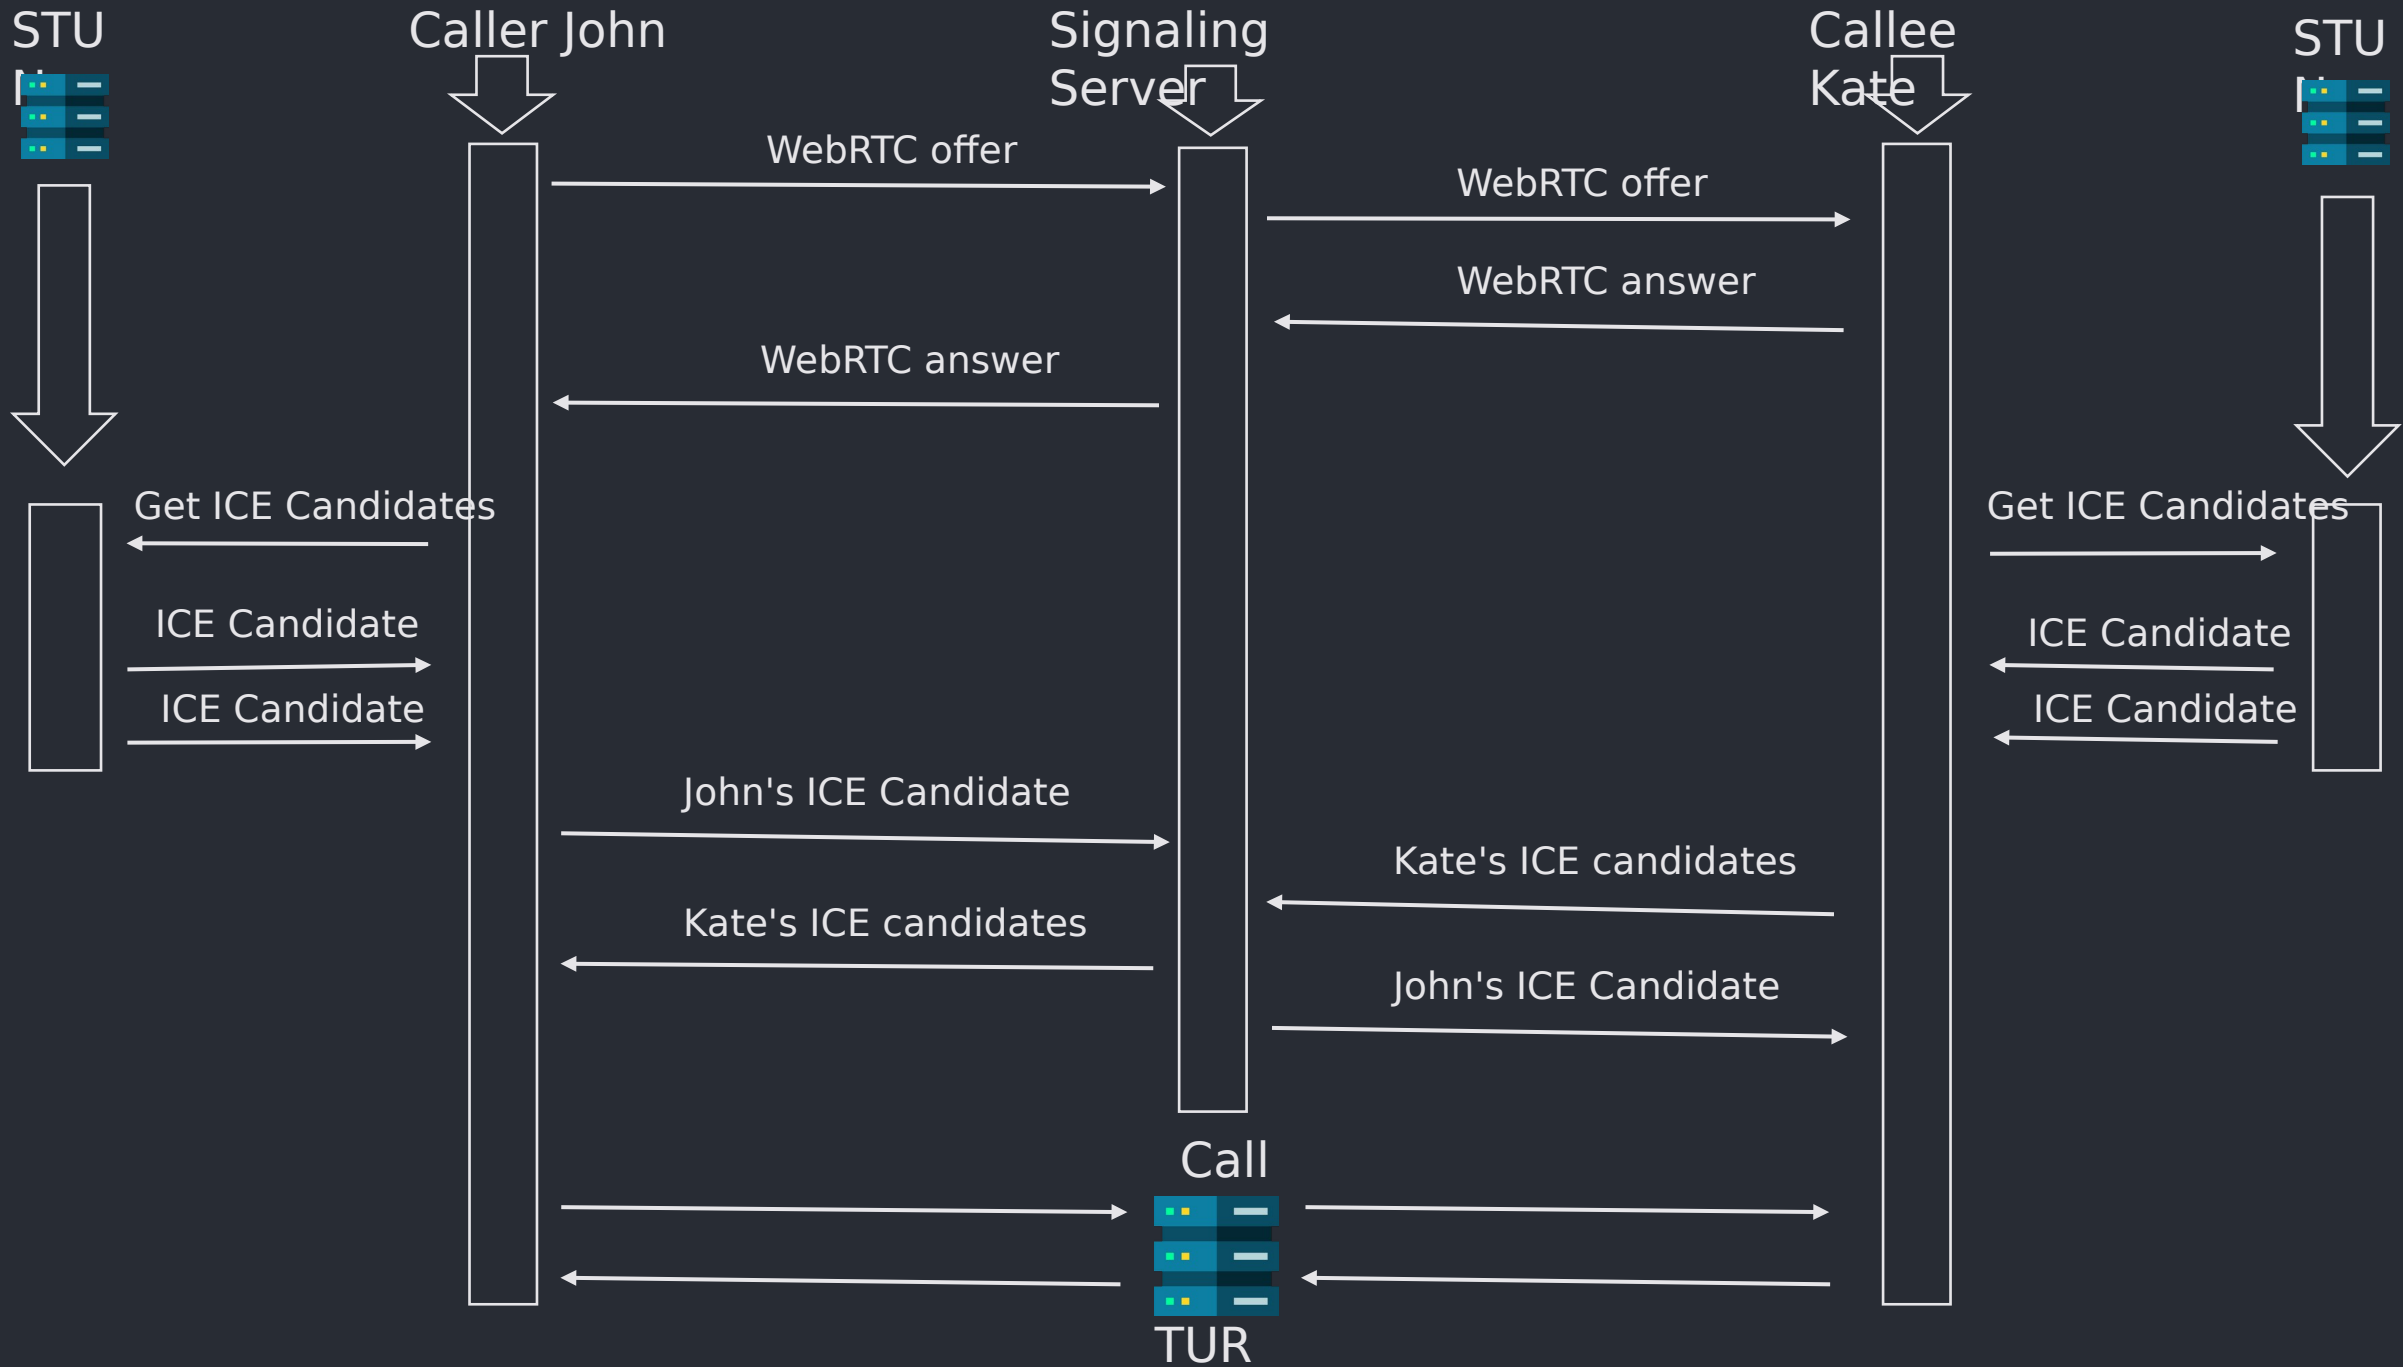 STU
N
Caller John
Signaling
Server
Callee
Kate
STU
N
WebRTC offer
WebRTC offer
WebRTC answer
WebRTC answer
Get ICE Candidates
Get ICE Candidates
ICE Candidate
ICE Candidate
ICE Candidate
ICE Candidate
John's ICE Candidate
Kate's ICE candidates
Kate's ICE candidates
John's ICE Candidate
Call
TUR